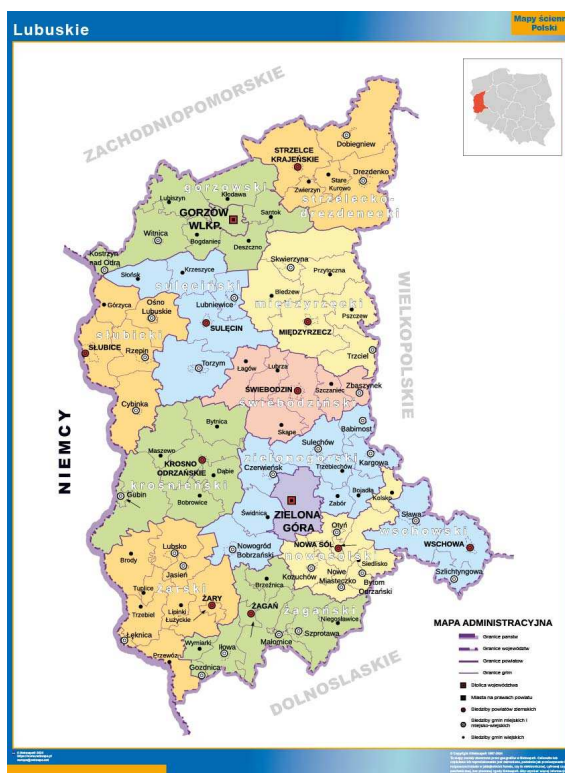 Lubuskie
Mapy ścienne
Polski
ZACHODNIOPOMORSKIE
Dobiegniew
STRZELCE
KRAJEŃSKIE
Drezdenko
Stare
Kurowo
Zwierzyn
strzelecko-
drezdenecki
gorzowski
Kłodawa
Lubiszyn
GORZÓW
WLKP.
Santok
Witnica
Bogdaniec
Deszczno
Kostrzyn
nad Odrą
Skwierzyna
Krzeszyce
Słońsk
Przytoczna
sulęciński
WIELKOPOLSKIE
Bledzew
Lubniewice
międzyrzecki
Górzyca
Ośno
Lubuskie
Pszczew
SULĘCIN
MIĘDZYRZECZ
słubicki
SŁUBICE
Rzepin
Trzciel
Torzym
Łagów
Lubrza
ŚWIEBODZIN
Szczaniec
Zbąszynek
świebodziński
Cybinka
NIEMCY
Bytnica
Skąpe
Babimost
Sulechów
Maszewo
zielonogórski
Kargowa
KROSNO
ODRZAŃSKIE
Dąbie
Czerwieńsk
Trzebiechów
krośnieński
Gubin
Bobrowice
Zabór
Bojadła
Kolsko
Świdnica
ZIELONA
GÓRA
Sława
wschowski
Otyń
NOWA SÓL
WSCHOWA
Nowogród
Bobrzański
nowosolski
Lubsko
Brody
Siedlisko
Szlichtyngowa
Jasień
Kożuchów
Nowe
Miasteczko
Bytom
Odrzański
żarski
Brzeźnica
Tuplice
ŻARY
ŻAGAŃ
Trzebiel
Lipinki
Łużyckie
żagański
Niegosławice
Łęknica
Szprotawa
Wymiarki
Iłowa
Małomice
Przewóz
Gozdnica
DOLNOŚLĄSKIE
MAPA ADMINISTRACYJNA
Granice państw
Granice województw
Granice powiatów
Granice gmin
Stolica województwa
Miasta na prawach powiatu
Siedziby powiatów ziemskich
Siedziby gmin miejskich i
miejsko-wiejskich
Siedziby gmin wiejskich